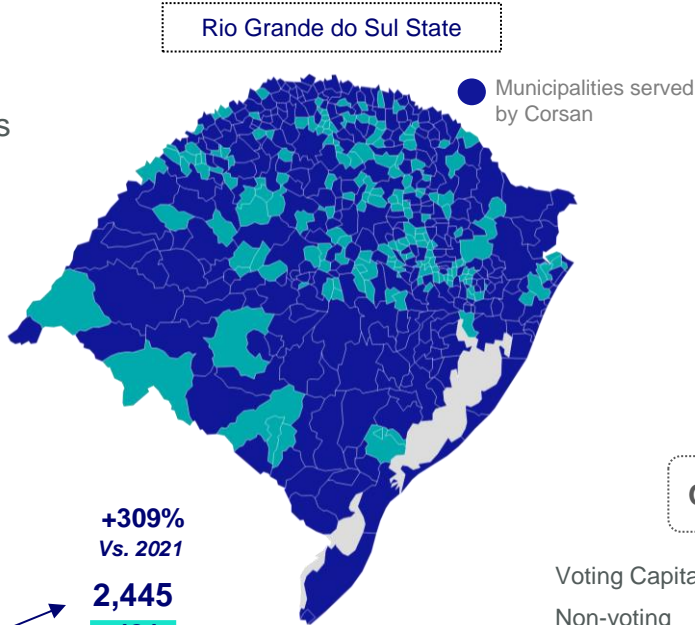 Rio Grande do Sul State
Municipalities served
by Corsan
s
+309%
Vs. 2021
2,445
Voting Capita
Non-voting